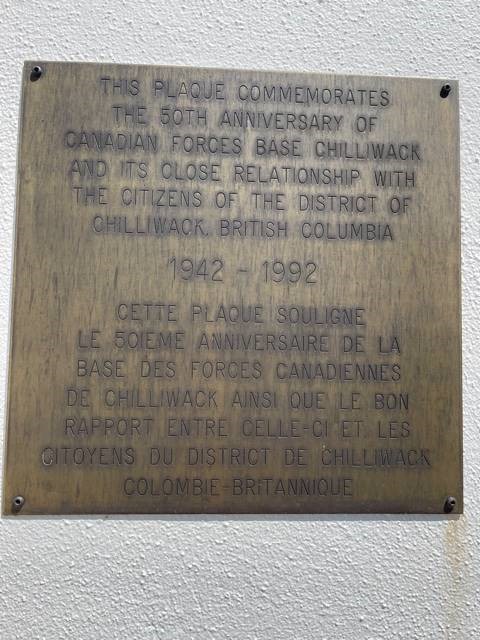 THIS PLAQUE COMMEMORATES
THE 50TH ANNIVERSARY OF
CANADIAN FORCES BASE CHILLIWACK
AND ITS CLOSE RELATIONSHIP WITH
THE CITIZENS OF THE DISTRICT OF
CHILLIWACK, BRITISH COLUMBIA
1942 - 1992
CETTE PLAQUE SOULIGNE
LE 50IEME ANNIVERSAIRE DE LA
BASE DES FORCES CANADIENNES
DE CHILLIWACK AINSI QUE LE BON
RAPPORT ENTRE CELLE-CI ET LES
CITOYENS DU DISTRICT DE CHILLIWACK
COLOMBIE-BRITANNIQUE